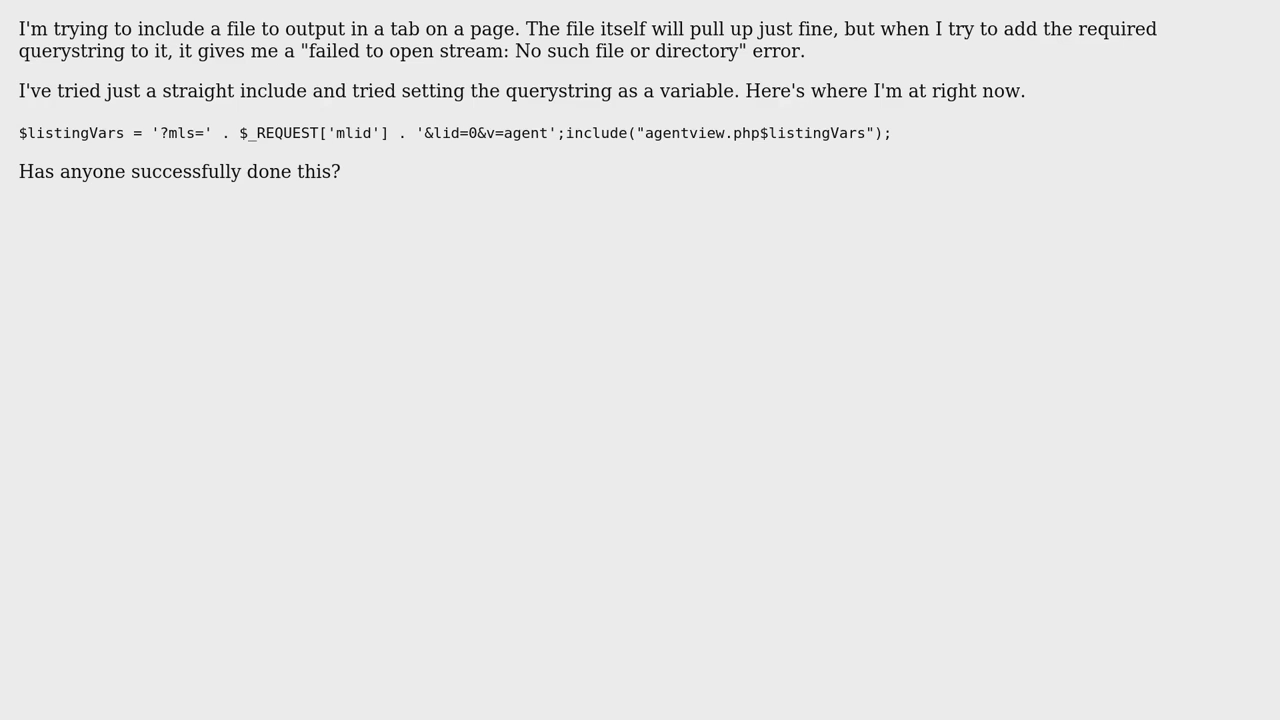 I'm trying to include a file to output in a tab on a page. The file itself will pull up just fine, but when I try to add the required
querystring to it, it gives me a "failed to open stream: No such file or directory" error.
I've tried just a straight include and tried setting the querystring as a variable. Here's where I'm at right now.
$listingVars = '?mls=' . $_REQUEST['mlid'] . '&lid=0&v=agent';include("agentview.php$listingVars");
Has anyone successfully done this?